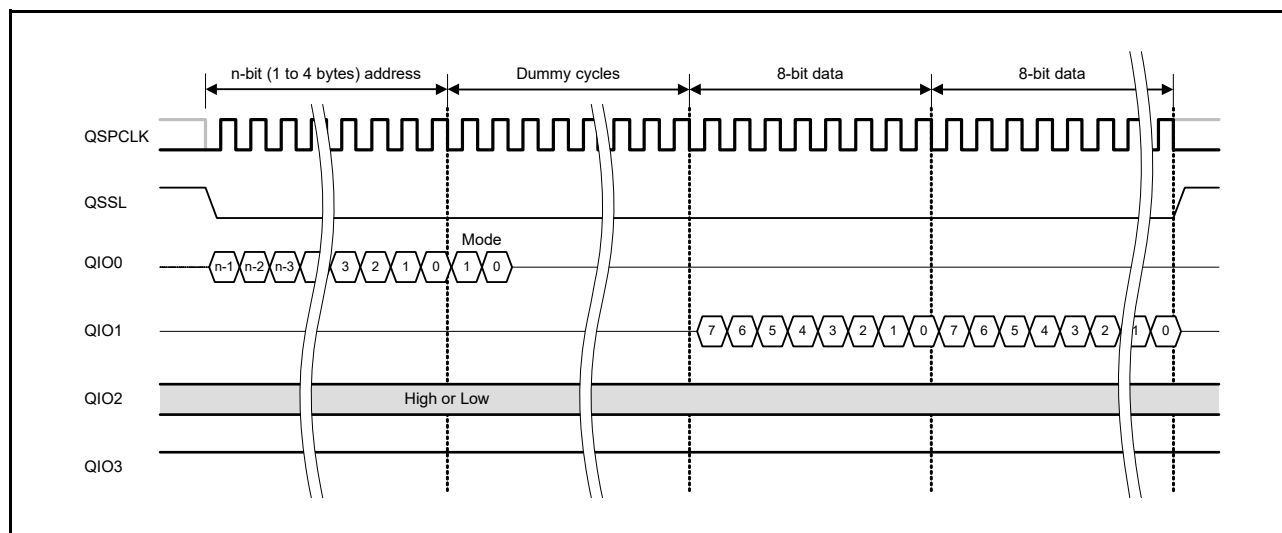 n-bit (1 to 4 bytes) address Dummy cycles 8-bit data 8-bit data
QSPCLK
QSSL
Mode
QIO0 n-1 n-2 n-3 3 2 1 0 1 0
QIO1 7 6 5 4 3 2 1 0 7 6 5 4 3 2 1 0
QIO2 High or Low
QIO3